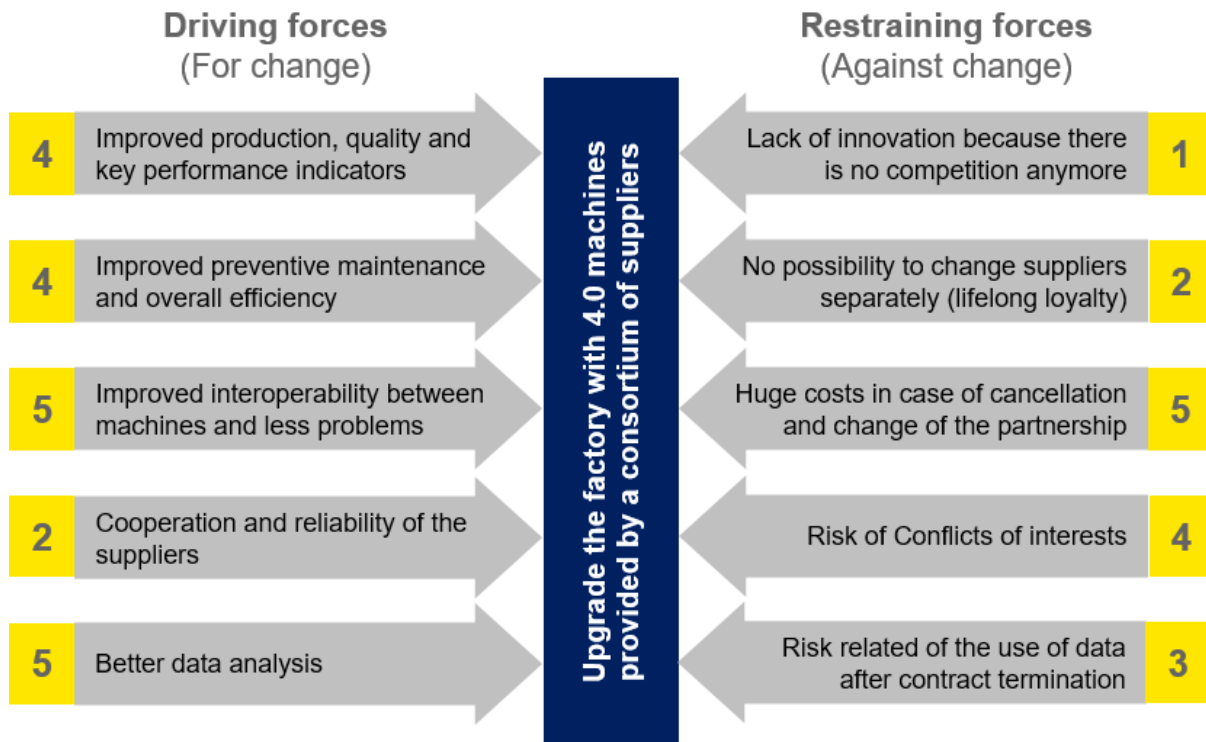 Driving forces
(For change)
Restraining forces
(Against change)
4
Improved production, quality and
key performance indicators
4
Improved preventive maintenance
and overall efficiency
5
Improved interoperability between
machines and less problems
2
Cooperation and reliability of the
suppliers
5
Better data analysis
Upgrade the factory with 4.0 machines
provided by a consortium of suppliers
Lack of innovation because there
is no competition anymore
1
No possibility to change suppliers
separately (lifelong loyalty)
2
Huge costs in case of cancellation
and change of the partnership
5
Risk of Conflicts of interests
4
Risk related of the use of data
after contract termination
3